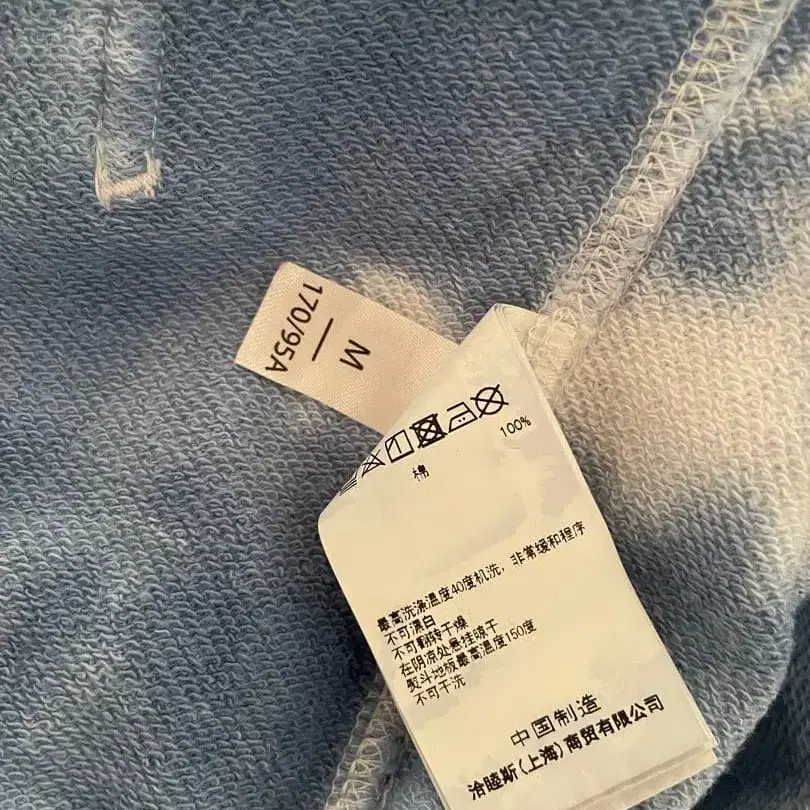 M
170/95A
棉
100%
最高洗涤温度40度机洗，非常缓和程序
不可漂白
不可翻转干燥
在阴凉处悬挂晾干
熨斗地板最高温度150度
不可干洗
中国制造
洽睦斯(上海)商贸有限公司